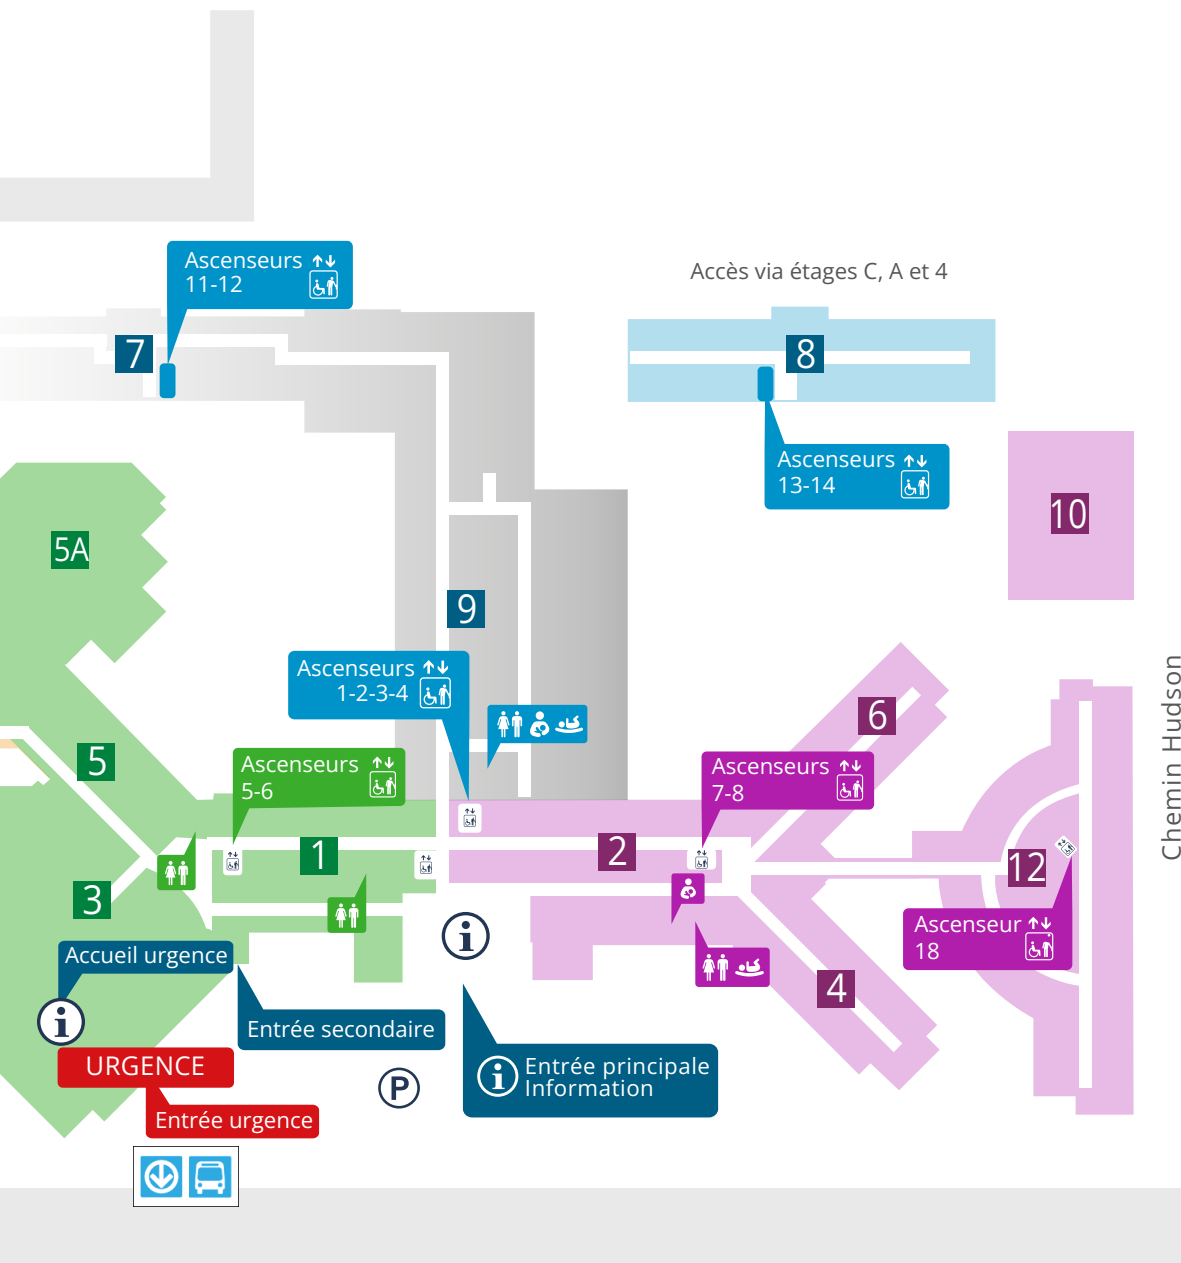 Ascenseurs
11-12
Accès via étages C, A et 4
7
8
Ascenseurs
13-14
10
5A
9
Ascenseurs
1-2-3-4
6
5
Ascenseurs
5-6
Ascenseurs
7-8
Chemin Hudson
1
2
12
3
Ascenseur
18
Accueil urgence
i
4
i
Entrée secondaire
URGENCE
i
Entrée principale
Information
P
Entrée urgence